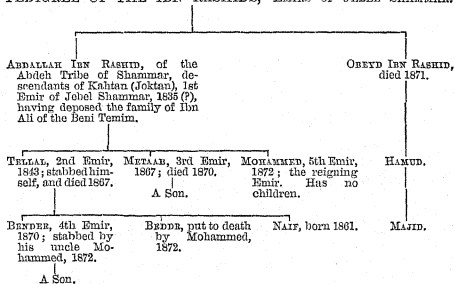 PEDIGREE OF THE IBN RASHIDS, EMIRS OF JEBEL SHAMMAR.
ABDALLAH IBN RASHID, of the
Abdeh Tribe of Shammar, de-
scendants of Kahtan (Joktan), 1st
Emir of Jebel Shammar, 1835 (?),
having deposed the family of Ibn
Ali of the Beni Temim.
OBEYD IBN RASHID,
died 1871.
TELLAL, 2nd Emir,
1843; stabbed him-
self, and died 1867.
METAAB, 3rd Emir,
1867; died 1870.
A SON.
MOHAMMED, 5th Emir,
1872; the reigning
Emir. Has no
children.
HAMUD.
BENDER, 4th Emir,
1870; stabbed by
his uncle Mo-
hammed, 1872.
A SON.
BEDDR, put to death
by Mohammed,
1872.
NAIF, born 1861.
MAJID.